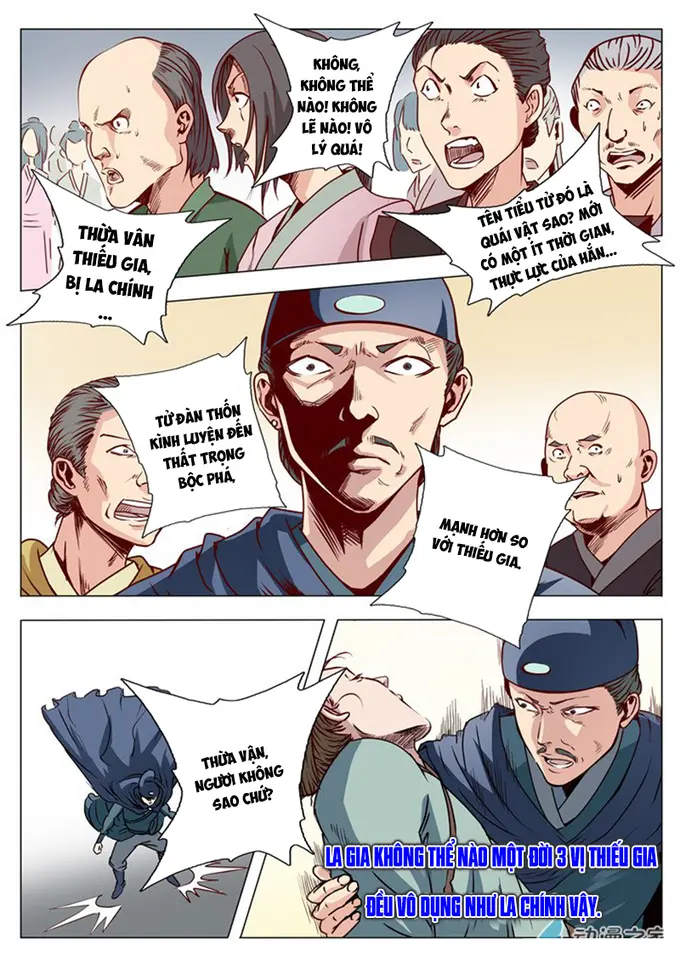 KHÔNG,
KHÔNG THỂ
NÀO! KHÔNG
LẼ NÀO! VÔ
LÝ QUÁ!
THỪA VÂN
THIẾU GIA,
BỊ LA CHÍNH
...
TÊN TIỂU TỬ ĐÓ LÀ
QUÁI VẬT SAO? MỚI
CÓ MỘT ÍT THỜI GIAN,
THỰC LỰC CỦA HẮN...
TỬ ĐÀN THỐN
KÌNH LUYỆN ĐẾN
THẤT TRỌNG
BỘC PHÁ,
MẠNH HƠN SO
VỚI THIẾU GIA.
THỪA VẬN,
NGƯƠI KHÔNG
SAO CHỨ?
LA GIA KHÔNG THỂ NÀO MỘT ĐỜI 3 VỊ THIẾU GIA
ĐỀU VÔ DỤNG NHƯ LA CHÍNH VẬY.